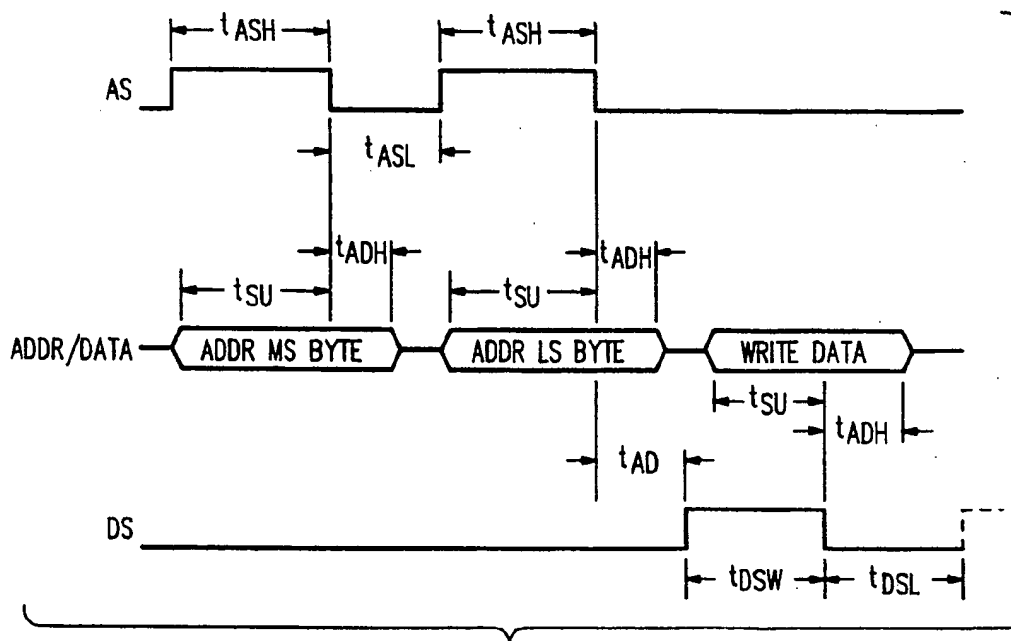 tASH tASH
AS
tASL
tADH tADH
tSU tSU
ADDR/DATA ADDR MS BYTE ADDR LS BYTE WRITE DATA
tSU
tADH
tAD
DS
tDSW tDSL